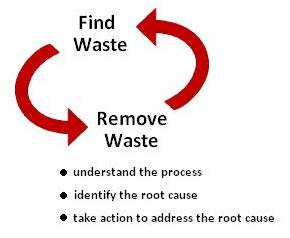 Find
Waste
Remove
Waste
● understand the process
● identify the root cause
● take action to address the root cause